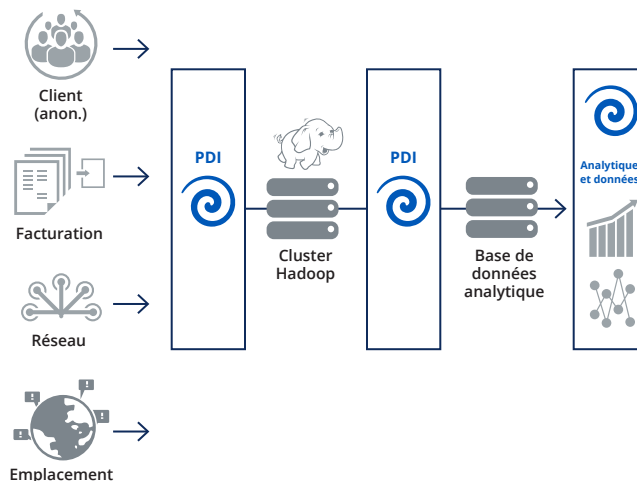 Client
(anon.)
Facturation
Réseau
Emplacement
PDI
Cluster
Hadoop
PDI
Base de
données
analytique
Analytique
et données